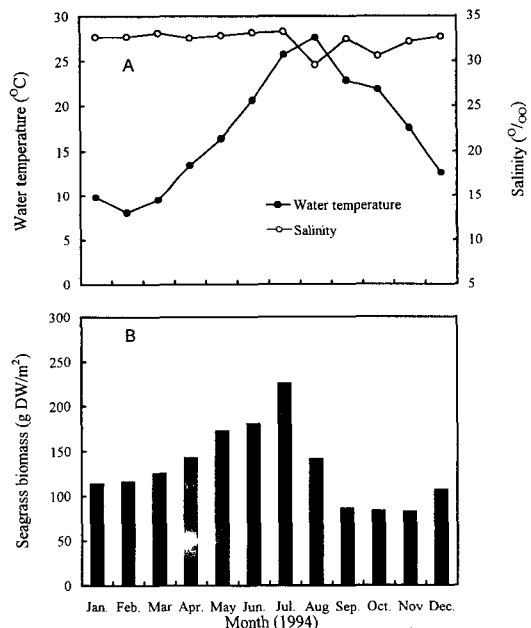 A
30
25
20
15
10
5
0
Water temperature (°C)
35
30
25
20
15
10
5
Salinity (°/oo)
Water temperature
Salinity
B
300
250
200
150
100
50
0
Seagrass biomass (g DW/m²)
Jan. Feb. Mar Apr. May Jun. Jul. Aug Sep. Oct. Nov Dec.
Month (1994)